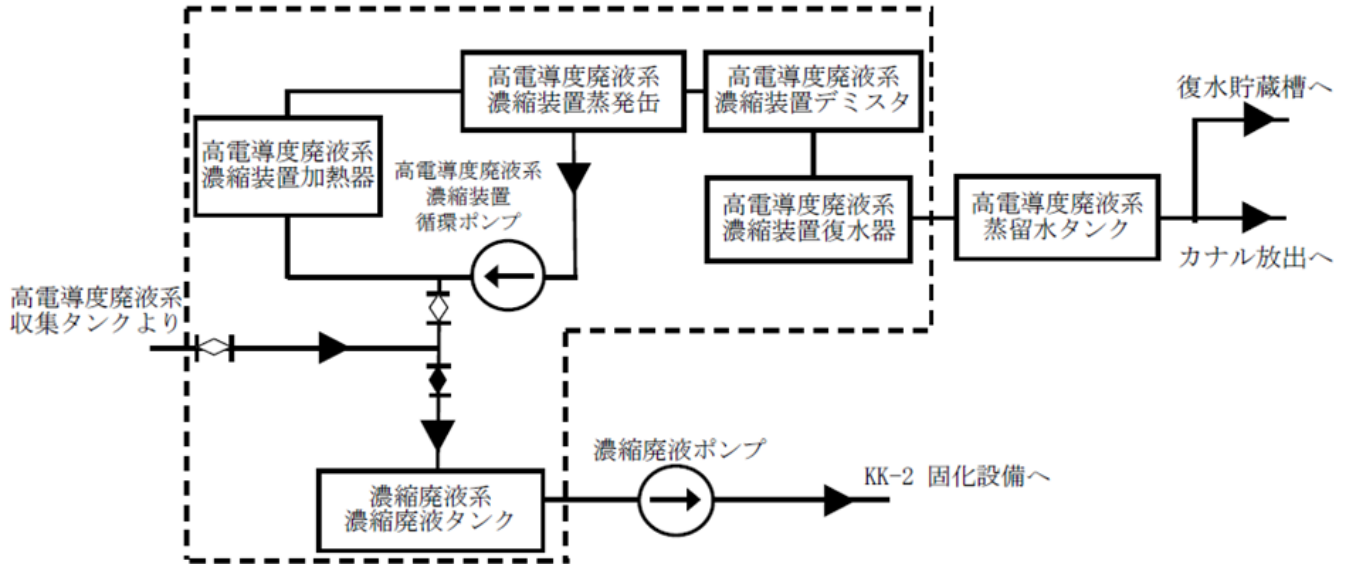 高電導度廃液系
濃縮装置蒸発缶
高電導度廃液系
濃縮装置デミスタ
復水貯蔵槽へ
高電導度廃液系
濃縮装置加熱器
高電導度廃液系
濃縮装置
循環ポンプ
高電導度廃液系
濃縮装置復水器
高電導度廃液系
蒸留水タンク
カナル放出へ
高電導度廃液系
収集タンクより
濃縮廃液ポンプ
KK-2 固化設備へ
濃縮廃液系
濃縮廃液タンク